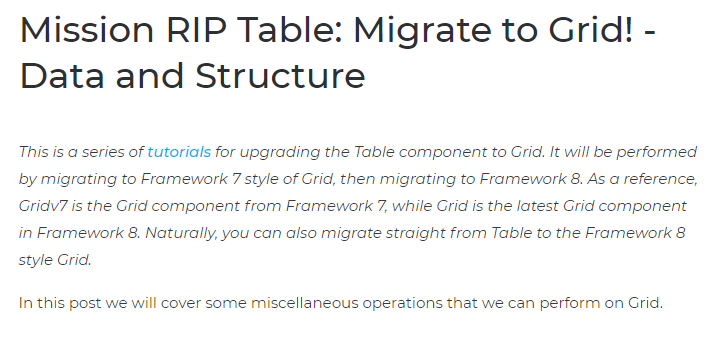 Mission RIP Table: Migrate to Grid! -
Data and Structure
This is a series of tutorials for upgrading the Table component to Grid. It will be performed
by migrating to Framework 7 style of Grid, then migrating to Framework 8. As a reference,
Gridv7 is the Grid component from Framework 7, while Grid is the latest Grid component
in Framework 8. Naturally, you can also migrate straight from Table to the Framework 8
style Grid.
In this post we will cover some miscellaneous operations that we can perform on Grid.